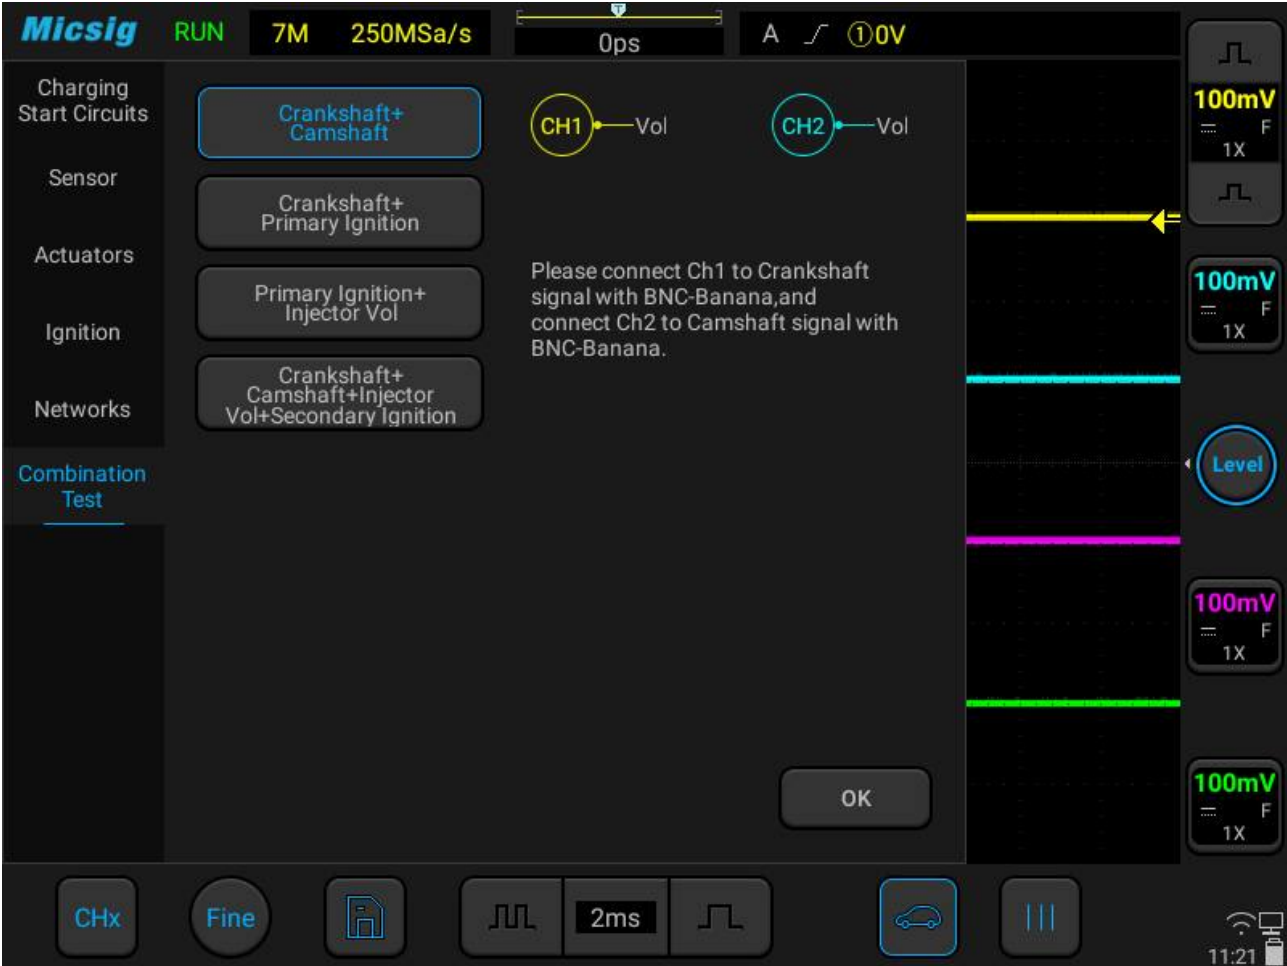 Micsig RUN 7M 250MSa/s T 0ps A ①0V
Charging
Start Circuits
Sensor
Actuators
Ignition
Networks
Combination
Test
Crankshaft+
Camshaft
Crankshaft+
Primary Ignition
Primary Ignition+
Injector Vol
Crankshaft+
Camshaft+Injector
Vol+Secondary Ignition
CH1 Vol CH2 Vol
Please connect Ch1 to Crankshaft
signal with BNC-Banana,and
connect Ch2 to Camshaft signal with
BNC-Banana.
OK
100mV
F
1X
100mV
F
1X
Level
100mV
F
1X
100mV
F
1X
CHx Fine 2ms
11:21